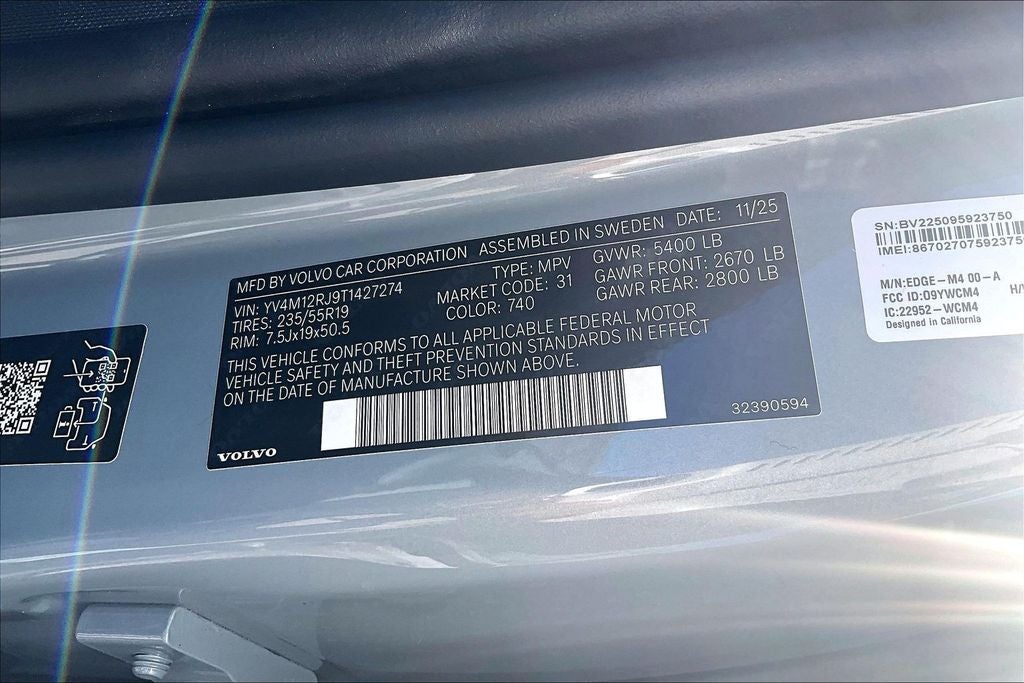 MFD BY VOLVO CAR CORPORATION ASSEMBLED IN SWEDEN DATE: 11/25
VIN: YV4M12RJ9T1427274 TYPE: MPV GVWR: 5400 LB
TIRES: 235/55R19 MARKET CODE: 31 GAWR FRONT: 2670 LB
RIM: 7.5Jx19x50.5 COLOR: 740 GAWR REAR: 2800 LB
THIS VEHICLE CONFORMS TO ALL APPLICABLE FEDERAL MOTOR
VEHICLE SAFETY AND THEFT PREVENTION STANDARDS IN EFFECT
ON THE DATE OF MANUFACTURE SHOWN ABOVE.
32390594
VOLVO
SN:BV225095923750
IMEI:86702707592375
M/N:EDGE-M4 00-A
FCC ID:O9YWCM4
IC:22952-WCM4
Designed in California